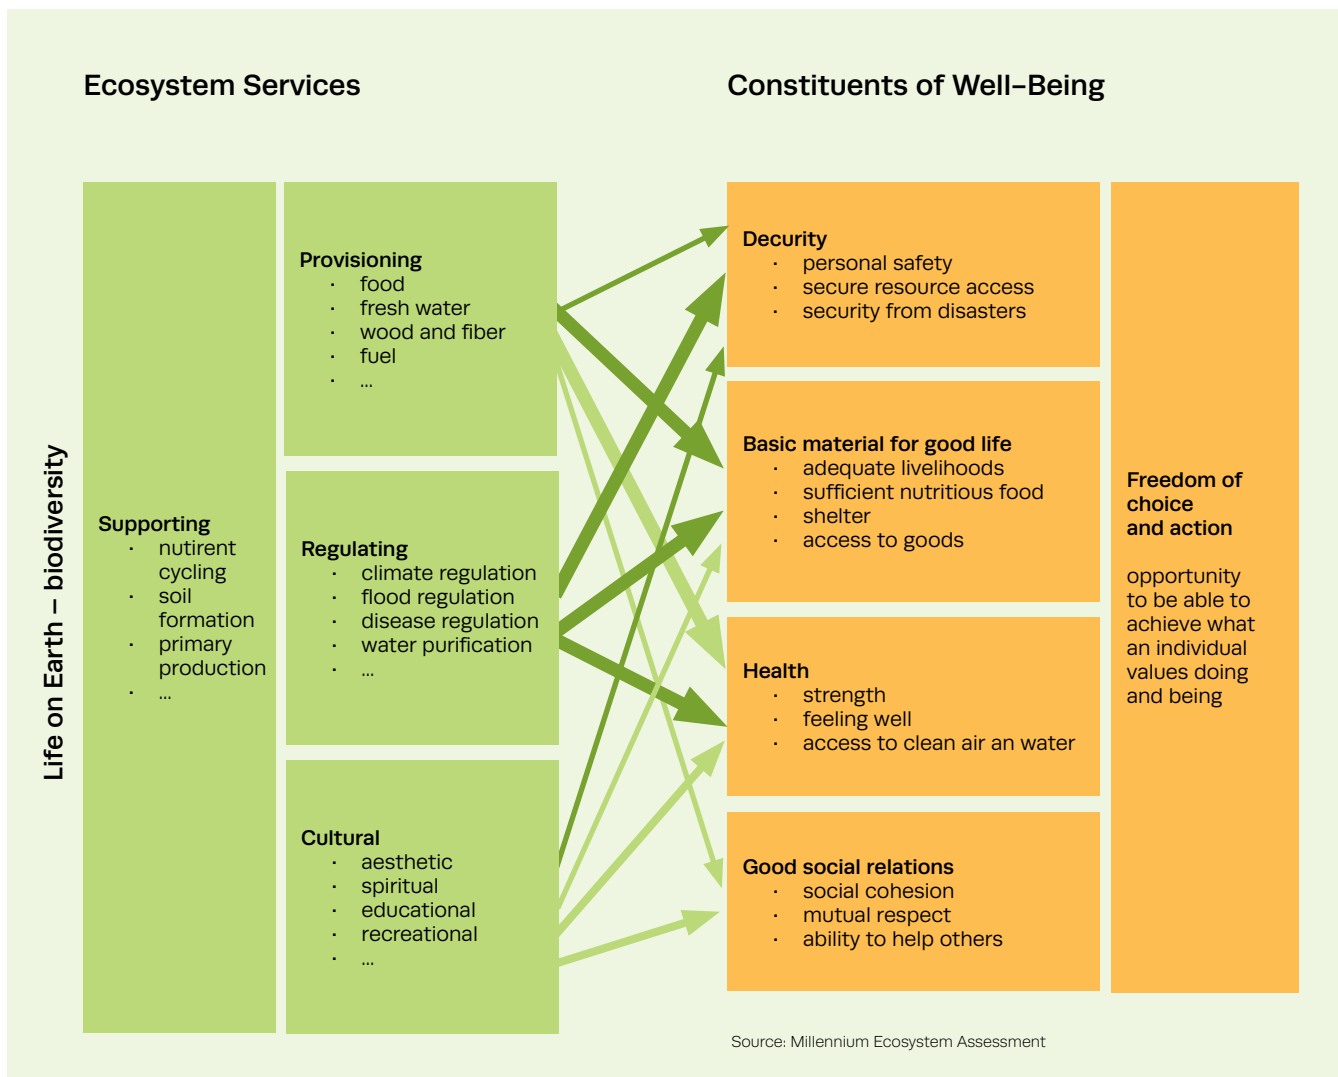 Ecosystem Services
Constituents of Well-Being
Life on Earth – biodiversity
Supporting
· nutirent
cycling
· soil
formation
· primary
production
· ...
Provisioning
· food
· fresh water
· wood and fiber
· fuel
· ...
Regulating
· climate regulation
· flood regulation
· disease regulation
· water purification
· ...
Cultural
· aesthetic
· spiritual
· educational
· recreational
· ...
Decurity
· personal safety
· secure resource access
· security from disasters
Basic material for good life
· adequate livelihoods
· sufficient nutritious food
· shelter
· access to goods
Health
· strength
· feeling well
· access to clean air an water
Good social relations
· social cohesion
· mutual respect
· ability to help others
Freedom of
choice
and action
opportunity
to be able to
achieve what
an individual
values doing
and being
Source: Millennium Ecosystem Assessment